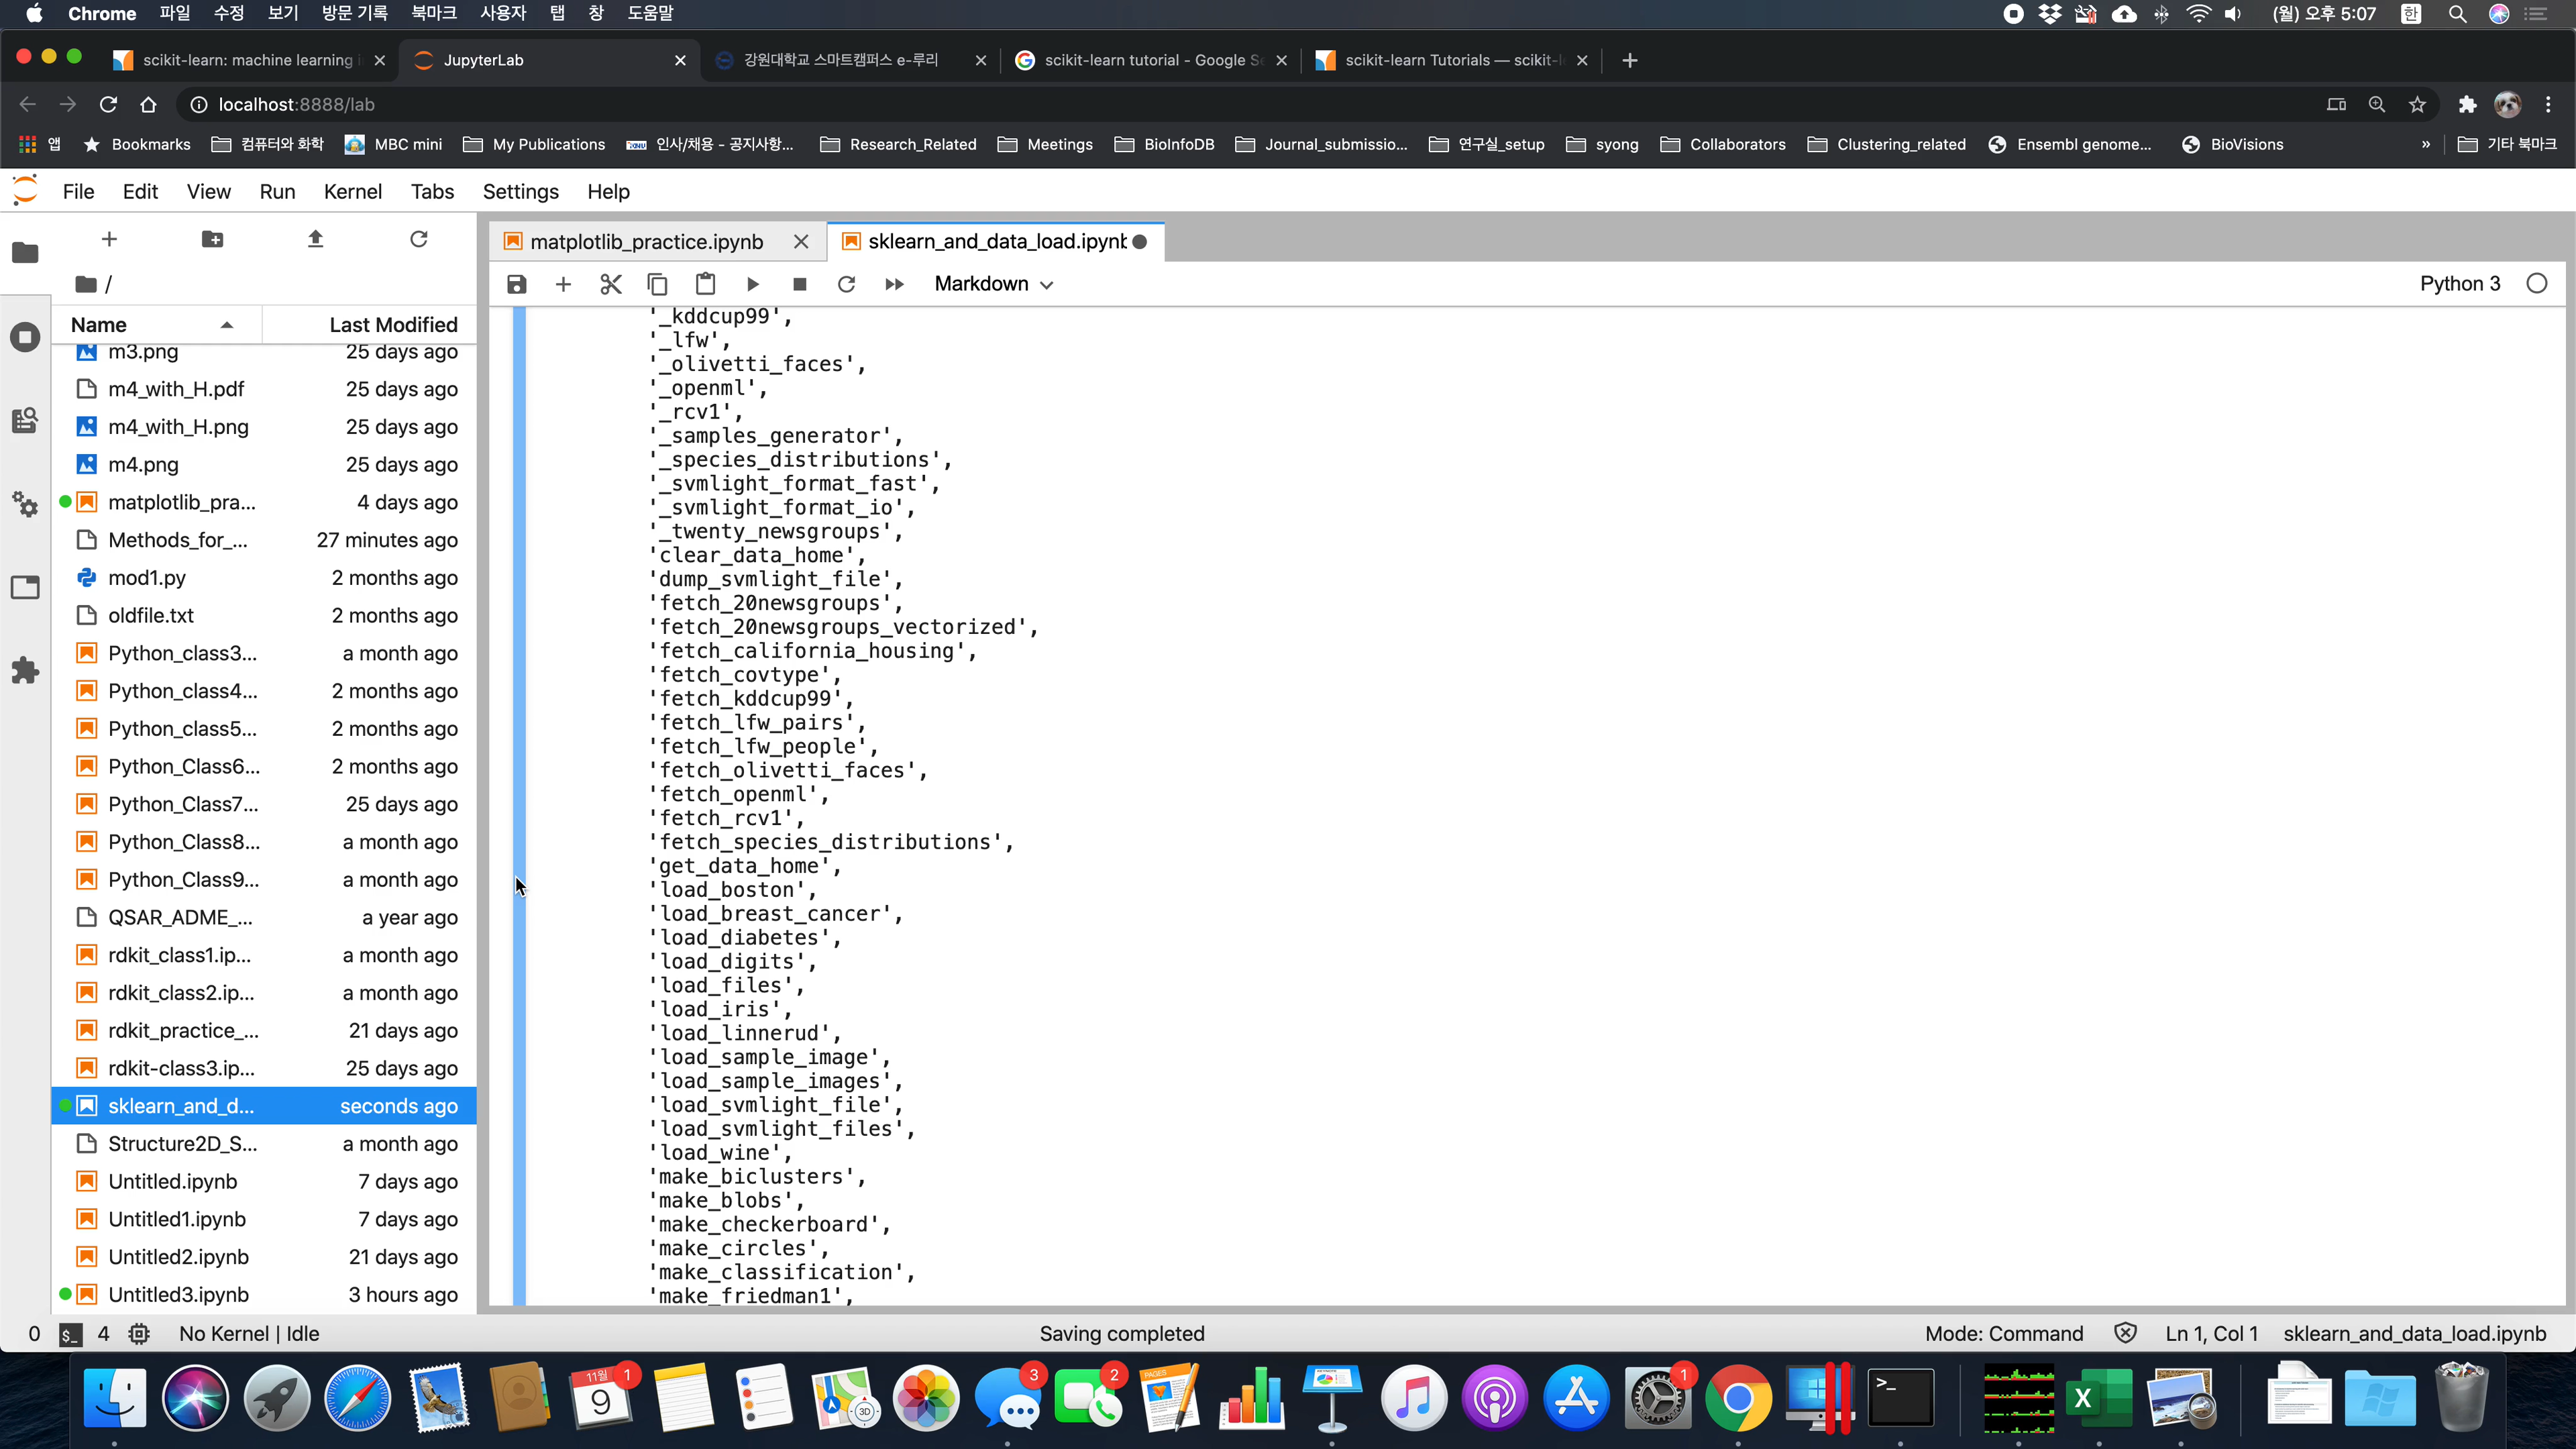 Chrome 파일 수정 보기 방문 기록 북마크 사용자 탭 창 도움말 (월) 오후 5:07 한
scikit-learn: machine learning i JupyterLab 강원대학교 스마트캠퍼스 e-루리 scikit-learn tutorial - Google Se scikit-learn Tutorials — scikit-l
localhost:8888/lab
앱 Bookmarks 컴퓨터와 화학 MBC mini My Publications 인사/채용 - 공지사항... Research_Related Meetings BioInfoDB Journal_submissio... 연구실_setup syong Collaborators Clustering_related Ensembl genome... BioVisions » 기타 북마크
File Edit View Run Kernel Tabs Settings Help
matplotlib_practice.ipynb sklearn_and_data_load.ipynb
/
Markdown Python 3
Name Last Modified
m3.png 25 days ago
m4_with_H.pdf 25 days ago
m4_with_H.png 25 days ago
m4.png 25 days ago
matplotlib_pra... 4 days ago
Methods_for_... 27 minutes ago
mod1.py 2 months ago
oldfile.txt 2 months ago
Python_class3... a month ago
Python_class4... 2 months ago
Python_class5... 2 months ago
Python_Class6... 2 months ago
Python_Class7... 25 days ago
Python_Class8... a month ago
Python_Class9... a month ago
QSAR_ADME_... a year ago
rdkit_class1.ip... a month ago
rdkit_class2.ip... a month ago
rdkit_practice_... 21 days ago
rdkit-class3.ip... 25 days ago
sklearn_and_d... seconds ago
Structure2D_S... a month ago
Untitled.ipynb 7 days ago
Untitled1.ipynb 7 days ago
Untitled2.ipynb 21 days ago
Untitled3.ipynb 3 hours ago
'_kddcup99',
'_lfw',
'_olivetti_faces',
'_openml',
'_rcv1',
'_samples_generator',
'_species_distributions',
'_svmlight_format_fast',
'_svmlight_format_io',
'_twenty_newsgroups',
'clear_data_home',
'dump_svmlight_file',
'fetch_20newsgroups',
'fetch_20newsgroups_vectorized',
'fetch_california_housing',
'fetch_covtype',
'fetch_kddcup99',
'fetch_lfw_pairs',
'fetch_lfw_people',
'fetch_olivetti_faces',
'fetch_openml',
'fetch_rcv1',
'fetch_species_distributions',
'get_data_home',
'load_boston',
'load_breast_cancer',
'load_diabetes',
'load_digits',
'load_files',
'load_iris',
'load_linnerud',
'load_sample_image',
'load_sample_images',
'load_svmlight_file',
'load_svmlight_files',
'load_wine',
'make_biclusters',
'make_blobs',
'make_checkerboard',
'make_circles',
'make_classification',
'make_friedman1',
0 $_ 4 No Kernel | Idle Saving completed Mode: Command Ln 1, Col 1 sklearn_and_data_load.ipynb
11월 9 1 3D 3 2 PAGES 1 >_ X